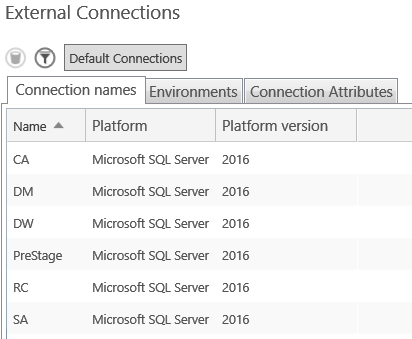 External Connections
Default Connections
Connection names Environments Connection Attributes
Name Platform Platform version
CA Microsoft SQL Server 2016
DM Microsoft SQL Server 2016
DW Microsoft SQL Server 2016
PreStage Microsoft SQL Server 2016
RC Microsoft SQL Server 2016
SA Microsoft SQL Server 2016